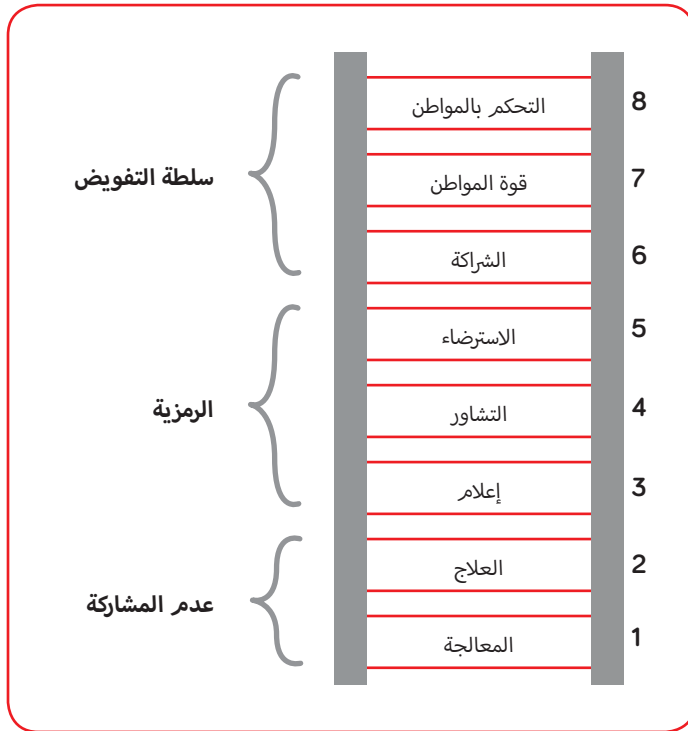 8 التحكم بالمواطن
7 قوة المواطن
سلطة التفويض
6 الشراكة
5 الاسترضاء
4 التشاور
الرمزية
3 إعلام
2 العلاج
عدم المشاركة
1 المعالجة